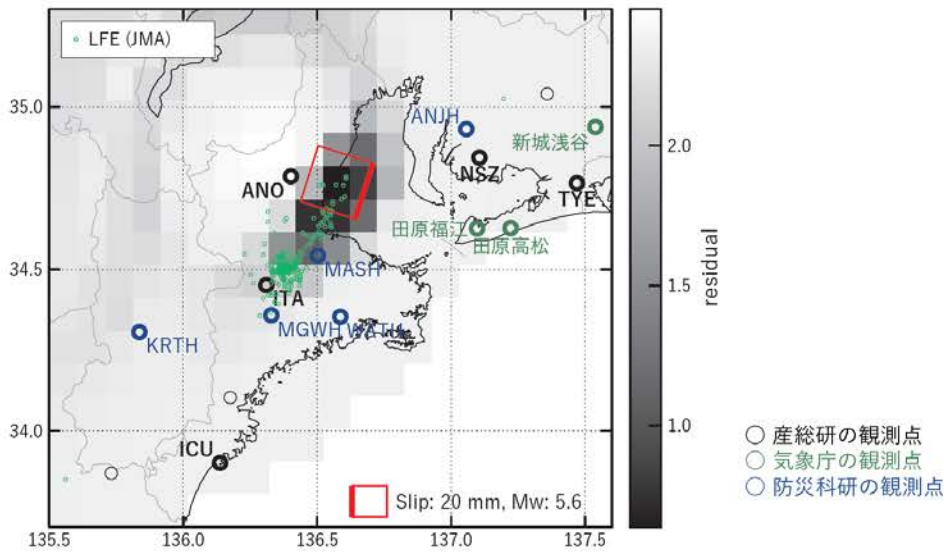 LFE (JMA)
35.0
ANJH
新城浅谷
2.0
ANO
NSZ
TYE
田原福江
田原高松
34.5
MASH
1.5
residual
ITA
MGWH
WATH
KRTH
34.0
1.0
ICU
産総研の観測点
気象庁の観測点
防災科研の観測点
Slip: 20 mm, Mw: 5.6
135.5 136.0 136.5 137.0 137.5